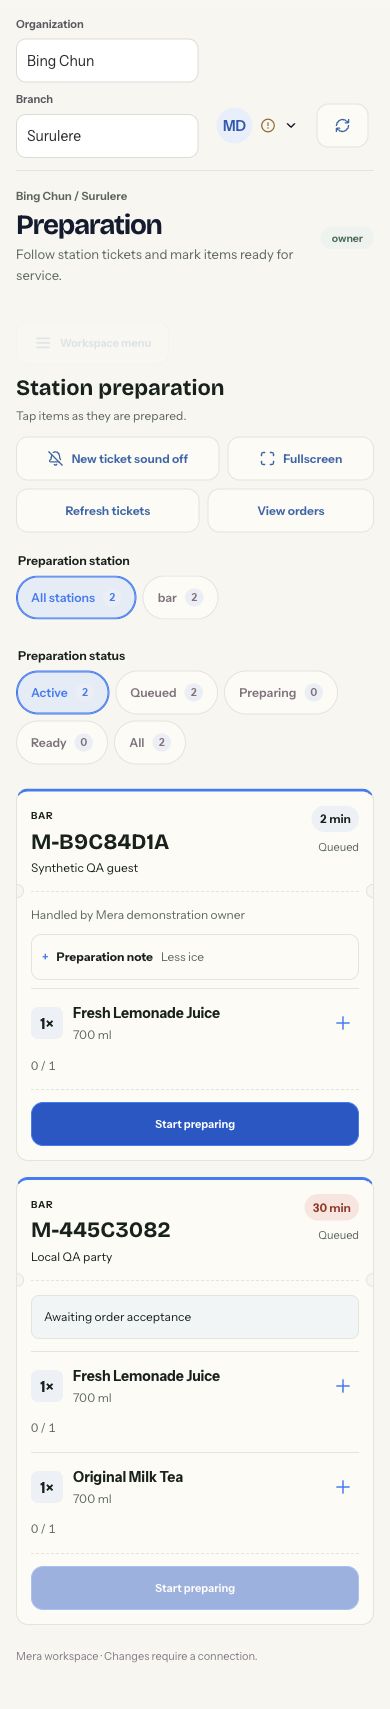 Organization
Bing Chun
Branch
Surulere
MD
Bing Chun / Surulere
Preparation
Follow station tickets and mark items ready for
service.
owner
Workspace menu
Station preparation
Tap items as they are prepared.
New ticket sound off
Fullscreen
Refresh tickets
View orders
Preparation station
All stations 2
bar 2
Preparation status
Active 2
Queued 2
Preparing 0
Ready 0
All 2
BAR
2 min
M-B9C84D1A
Queued
Synthetic QA guest
Handled by Mera demonstration owner
+ Preparation note Less ice
1× Fresh Lemonade Juice
700 ml
0 / 1
Start preparing
BAR
30 min
M-445C3082
Queued
Local QA party
Awaiting order acceptance
1× Fresh Lemonade Juice
700 ml
0 / 1
1× Original Milk Tea
700 ml
0 / 1
Start preparing
Mera workspace · Changes require a connection.